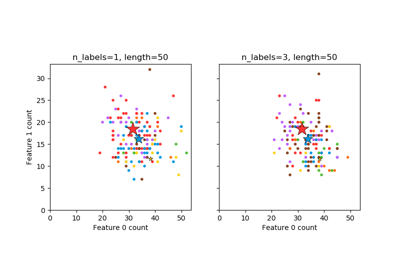 n_labels=1, length=50
n_labels=3, length=50
Feature 1 count
30
25
20
15
10
5
0
0 10 20 30 40 50
0 10 20 30 40 50
Feature 0 count
Feature 0 count